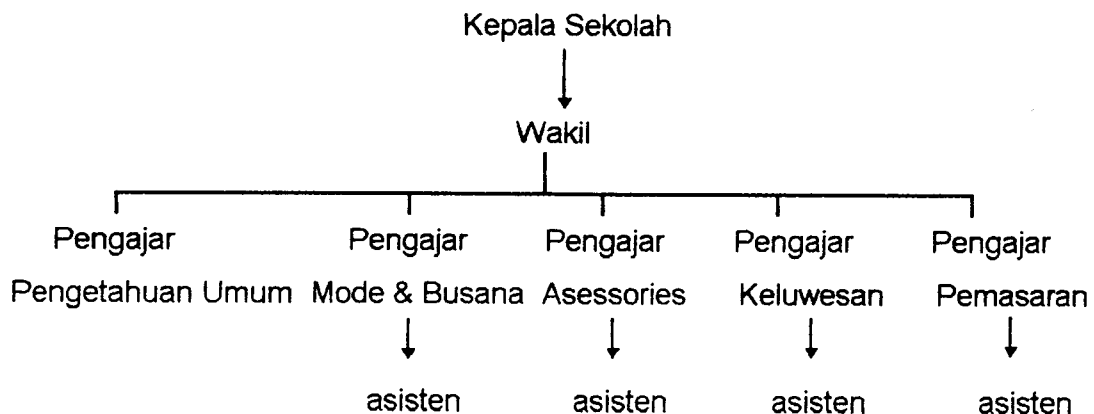 Kepala Sekolah
Wakil
Pengajar Pengajar Pengajar Pengajar Pengajar
Pengetahuan Umum Mode & Busana Asessories Keluwesan Pemasaran
asisten asisten asisten asisten